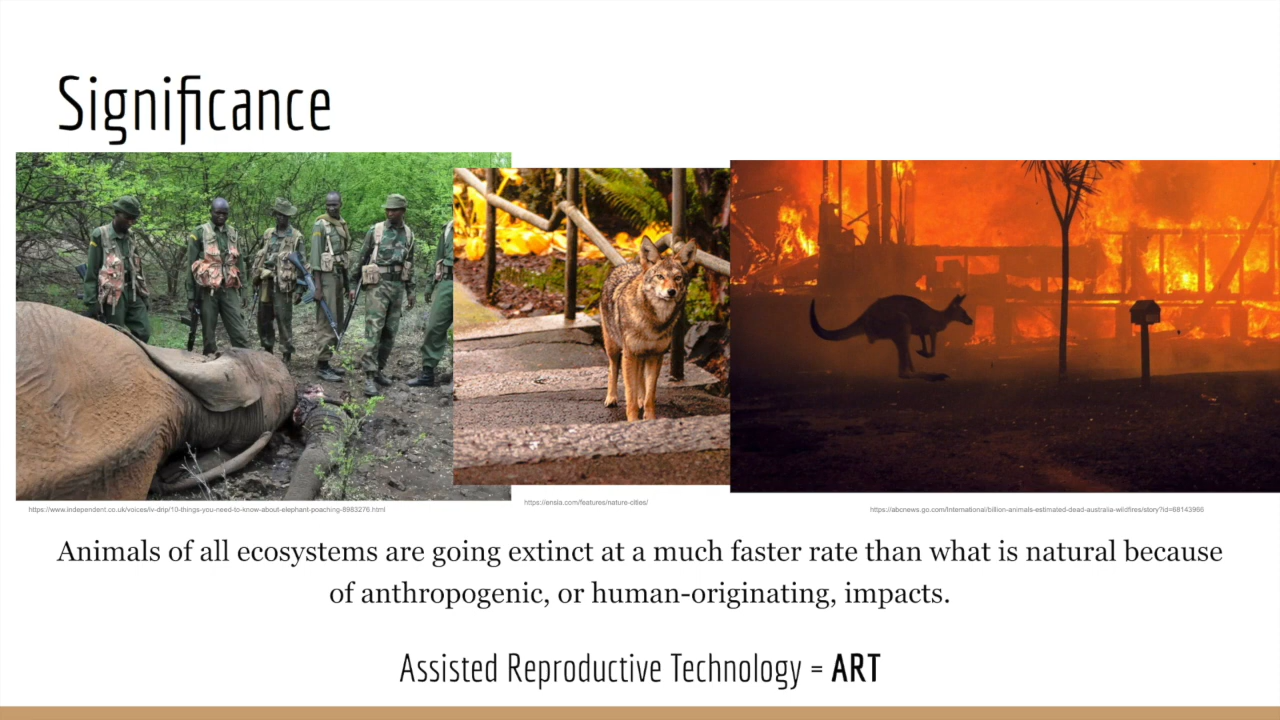 Significance
https://www.independent.co.uk/voices/iv-drip/10-things-you-need-to-know-about-elephant-poaching-8983276.html
https://ensia.com/features/nature-cities/
https://abcnews.go.com/International/billion-animals-estimated-dead-australia-wildfires/story?id=68143966
Animals of all ecosystems are going extinct at a much faster rate than what is natural because
of anthropogenic, or human-originating, impacts.
Assisted Reproductive Technology = ART